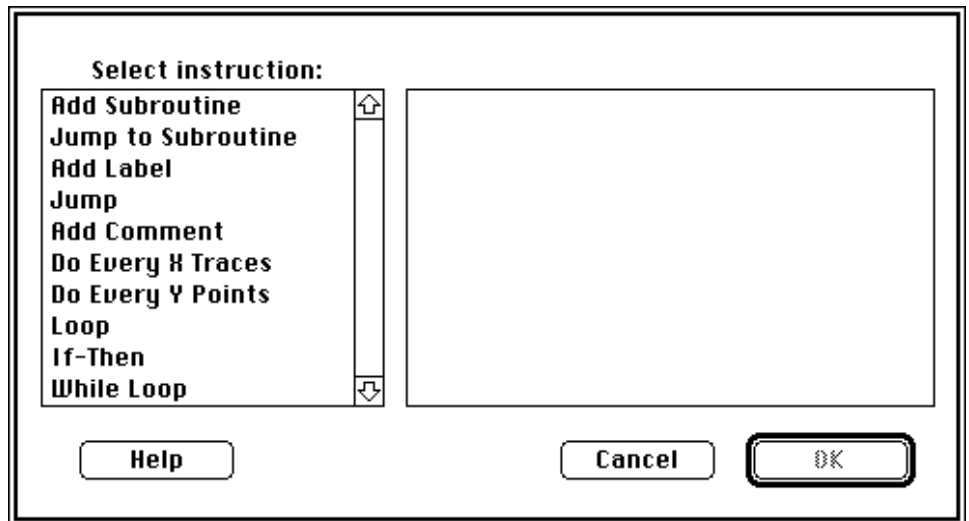 Select instruction:
Add Subroutine
Jump to Subroutine
Add Label
Jump
Add Comment
Do Every X Traces
Do Every Y Points
Loop
If-Then
While Loop
Help
Cancel
OK